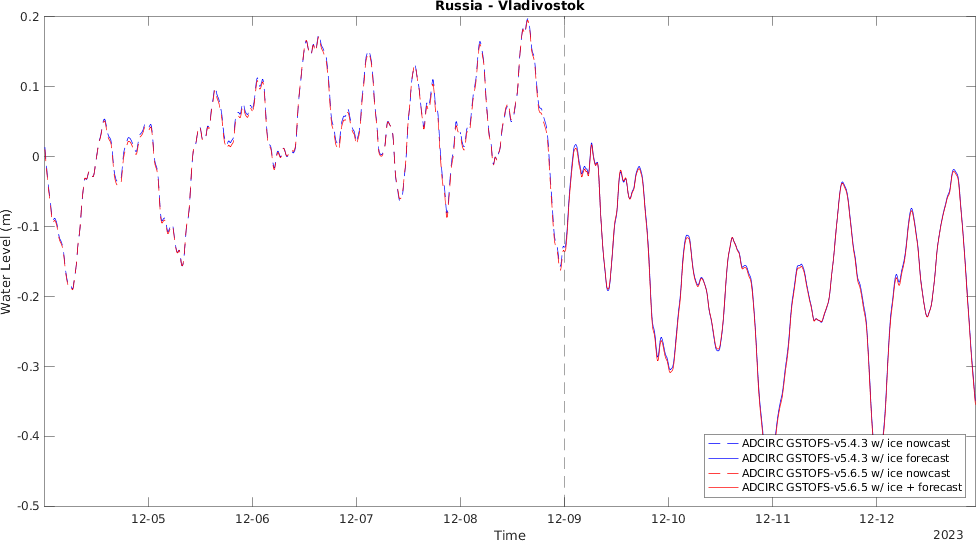 Russia - Vladivostok
0.2
0.1
0
-0.1
-0.2
-0.3
-0.4
-0.5
Water Level (m)
ADCIRC GSTOFS-v5.4.3 w/ ice nowcast
ADCIRC GSTOFS-v5.4.3 w/ ice forecast
ADCIRC GSTOFS-v5.6.5 w/ ice nowcast
ADCIRC GSTOFS-v5.6.5 w/ ice + forecast
12-05 12-06 12-07 12-08 12-09 12-10 12-11 12-12
Time
2023